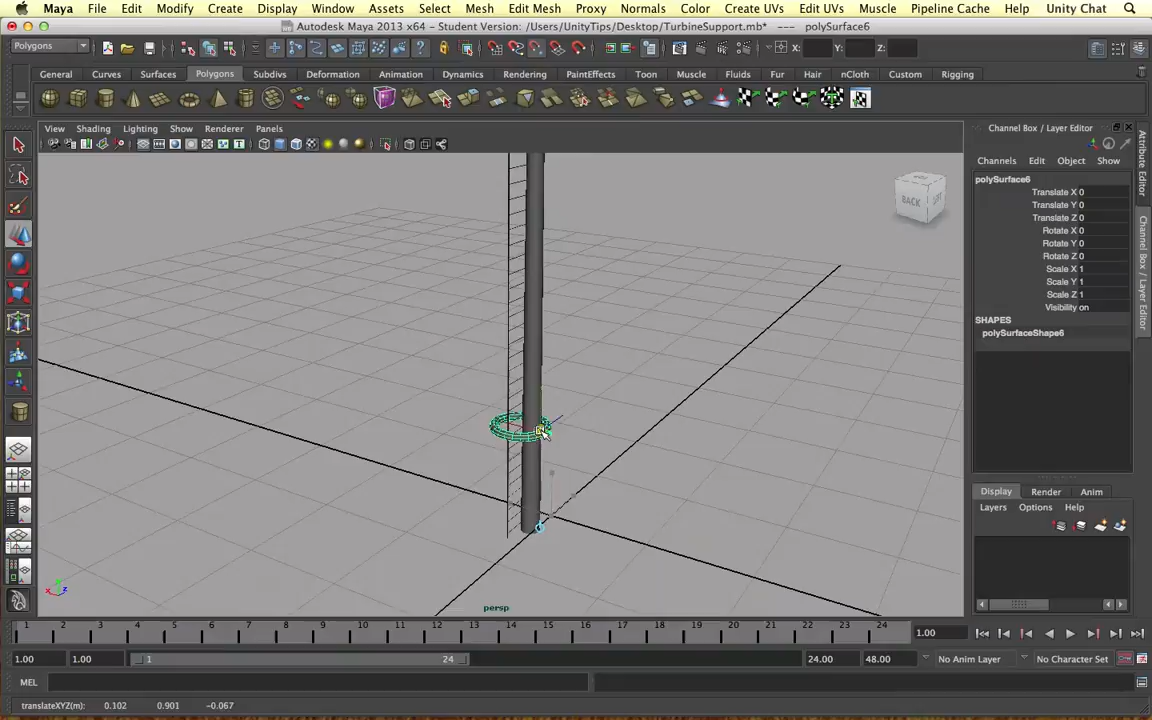 Maya File Edit Modify Create Display Window Assets Select Mesh Edit Mesh Proxy Normals Color Create UVs Edit UVs Muscle Pipeline Cache Help Unity Chat
Autodesk Maya 2013 x64 - Student Version: /Users/UnityTips/Desktop/TurbineSupport.mb* --- polySurface6
Polygons X: Y: Z:
General Curves Surfaces Polygons Subdivs Deformation Animation Dynamics Rendering PaintEffects Toon Muscle Fluids Fur Hair nCloth Custom Rigging
View Shading Lighting Show Renderer Panels
Channel Box / Layer Editor
Channels Edit Object Show
polySurface6
Translate X 0
Translate Y 0
Translate Z 0
Rotate X 0
Rotate Y 0
Rotate Z 0
Scale X 1
Scale Y 1
Scale Z 1
Visibility on
SHAPES
polySurfaceShape6
Attribute Editor
Channel Box / Layer Editor
BACK
persp
Display Render Anim
Layers Options Help
1 2 3 4 5 6 7 8 9 10 11 12 13 14 15 16 17 18 19 20 21 22 23 24
1.00
1.00 1.00 1 24 24.00 48.00 No Anim Layer No Character Set
MEL
translateXYZ(m): 0.102 0.901 -0.067